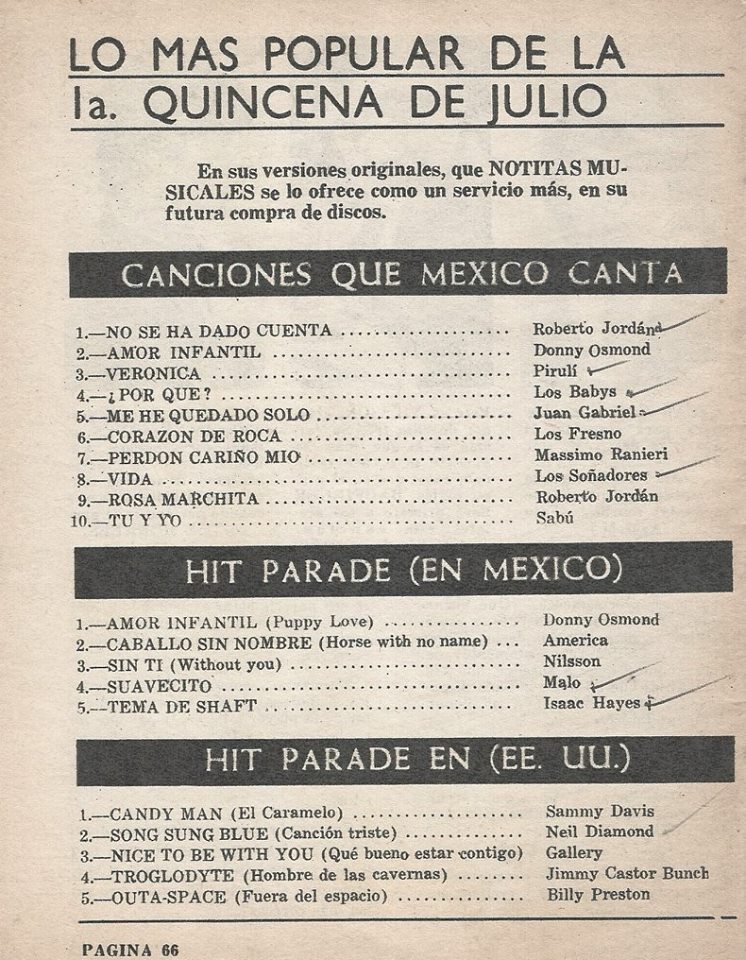 LO MAS POPULAR DE LA
1a. QUINCENA DE JULIO
En sus versiones originales, que NOTITAS MU-
SICALES se lo ofrece como un servicio más, en su
futura compra de discos.
CANCIONES QUE MEXICO CANTA
1.—NO SE HA DADO CUENTA .................... Roberto Jordán
2.—AMOR INFANTIL ............................ Donny Osmond
3.—VERONICA ................................... Pirulí
4.—¿POR QUE? .................................. Los Babys
5.—ME HE QUEDADO SOLO ....................... Juan Gabriel
6.—CORAZON DE ROCA .......................... Los Fresno
7.—PERDON CARIÑO MIO ........................ Massimo Ranieri
8.—VIDA ........................................ Los Soñadores
9.—ROSA MARCHITA ............................. Roberto Jordán
10.—TU Y YO ..................................... Sabú
HIT PARADE (EN MEXICO)
1.—AMOR INFANTIL (Puppy Love) ................ Donny Osmond
2.—CABALLO SIN NOMBRE (Horse with no name) ... America
3.—SIN TI (Without you) ........................... Nilsson
4.—SUAVECITO ................................... Malo
5.—TEMA DE SHAFT .............................. Isaac Hayes
HIT PARADE EN (EE. UU.)
1.—CANDY MAN (El Caramelo) .................... Sammy Davis
2.—SONG SUNG BLUE (Canción triste) .............. Neil Diamond
3.—NICE TO BE WITH YOU (Qué bueno estar contigo) Gallery
4.—TROGLODYTE (Hombre de las cavernas) ........ Jimmy Castor Bunch
5.—OUTA-SPACE (Fuera del espacio) ............... Billy Preston
PAGINA 66